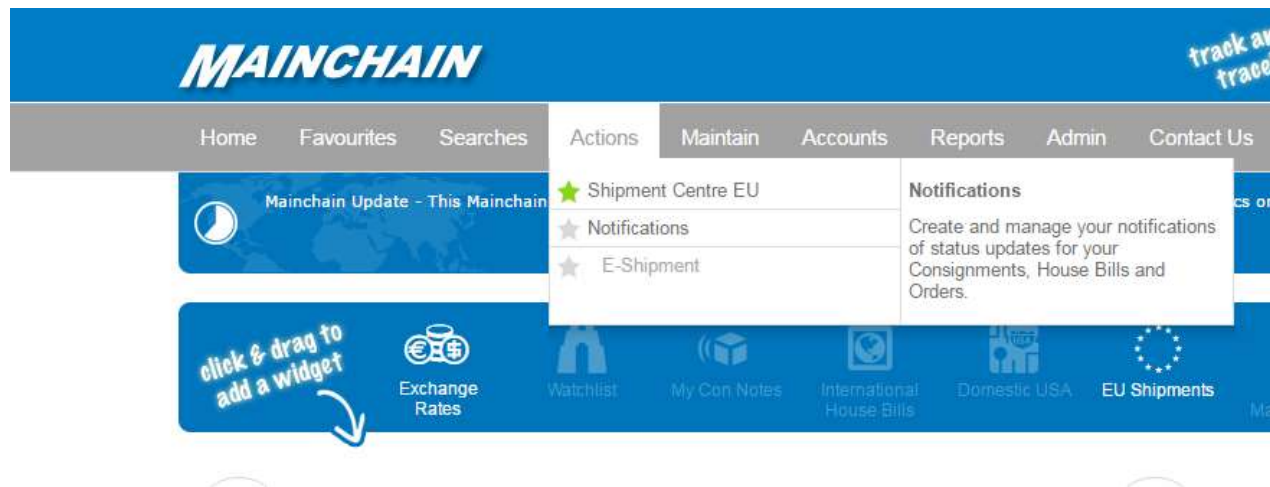 MAINCHAIN
track
trace
Home Favourites Searches Actions Maintain Accounts Reports Admin Contact Us
Mainchain Update - This Mainchain
Shipment Centre EU
Notifications
E-Shipment
Notifications
Create and manage your notifications
of status updates for your
Consignments, House Bills and
Orders.
click & drag to
add a widget
Exchange
Rates
Watchlist
My Con Notes
International
House Bills
Domestic USA
EU Shipments